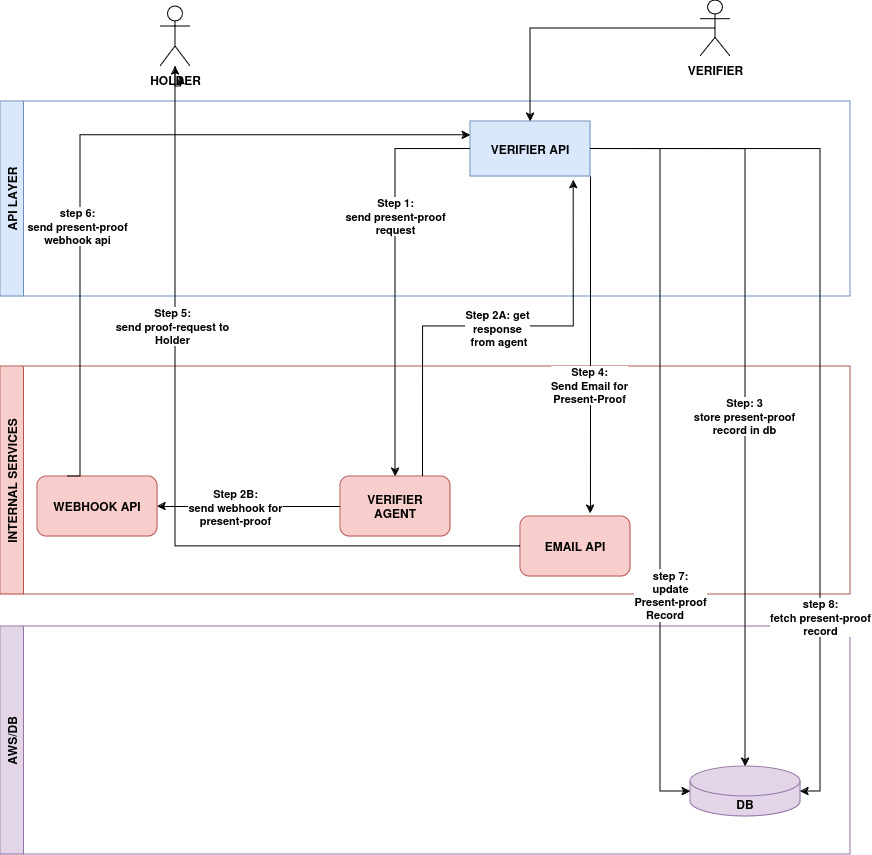 HOLDER
VERIFIER
API LAYER
VERIFIER API
step 6:
send present-proof
webhook api
Step 1:
send present-proof
request
Step 5:
send proof-request to
Holder
Step 2A: get
response
from agent
INTERNAL SERVICES
Step 4:
Send Email for
Present-Proof
Step: 3
store present-proof
record in db
WEBHOOK API
Step 2B:
send webhook for
present-proof
VERIFIER
AGENT
EMAIL API
step 7:
update
Present-proof
Record
step 8:
fetch present-proof
record
AWS/DB
DB